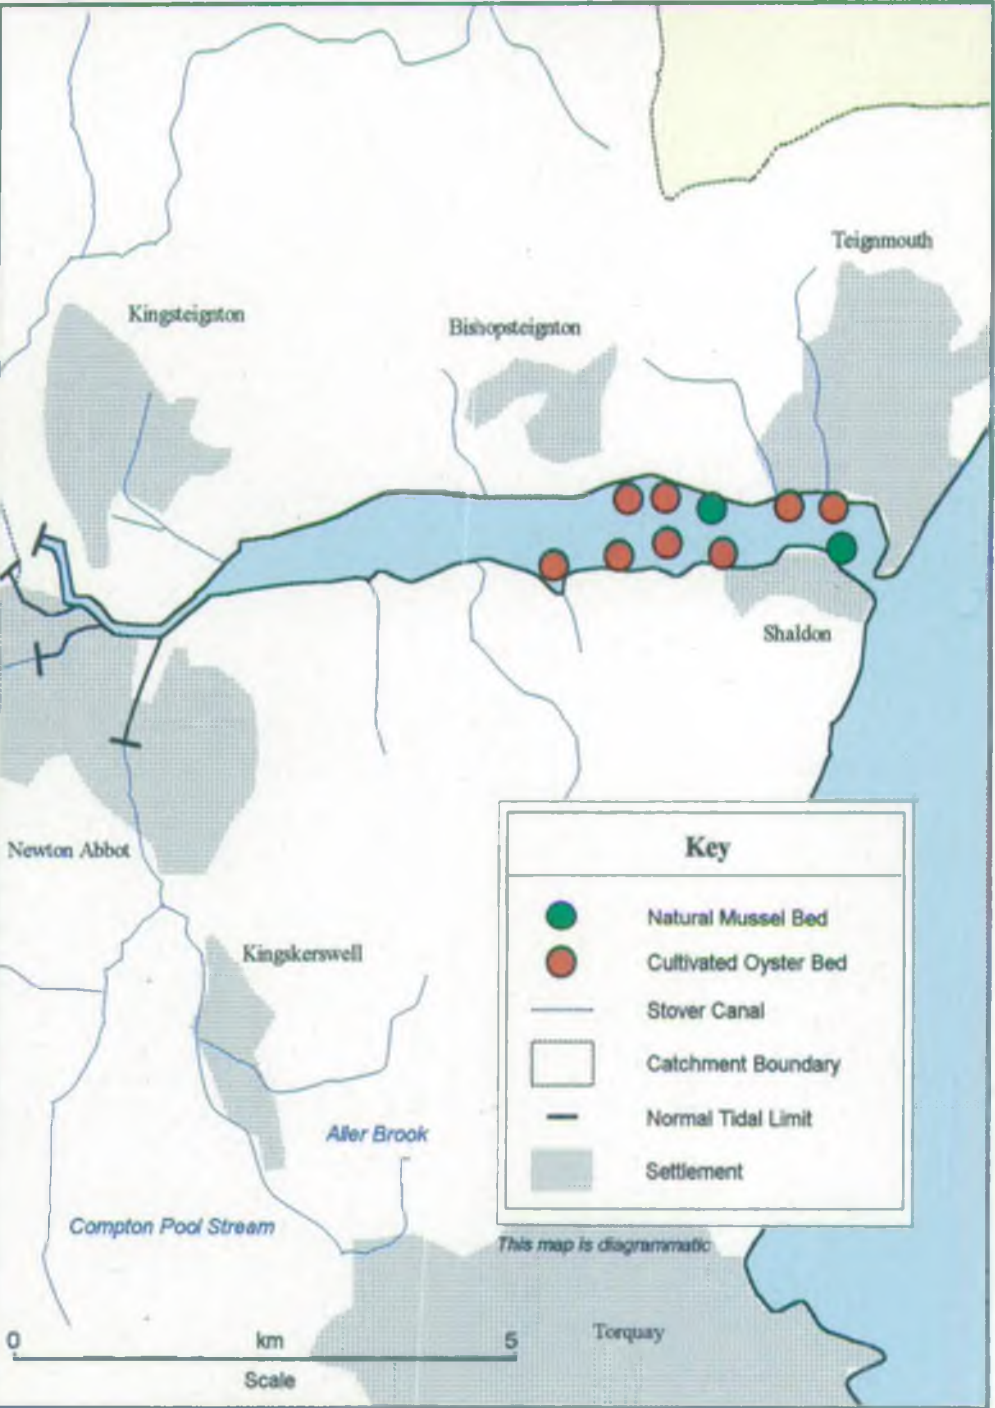 Teignmouth
Kingsteignton
Bishopsteignton
Shaldon
Newton Abbot
Key
Natural Mussel Bed
Cultivated Oyster Bed
Stover Canal
Catchment Boundary
Normal Tidal Limit
Settlement
Kingskerswell
Aller Brook
Compton Pool Stream
This map is diagrammatic
Torquay
0 km 5
Scale